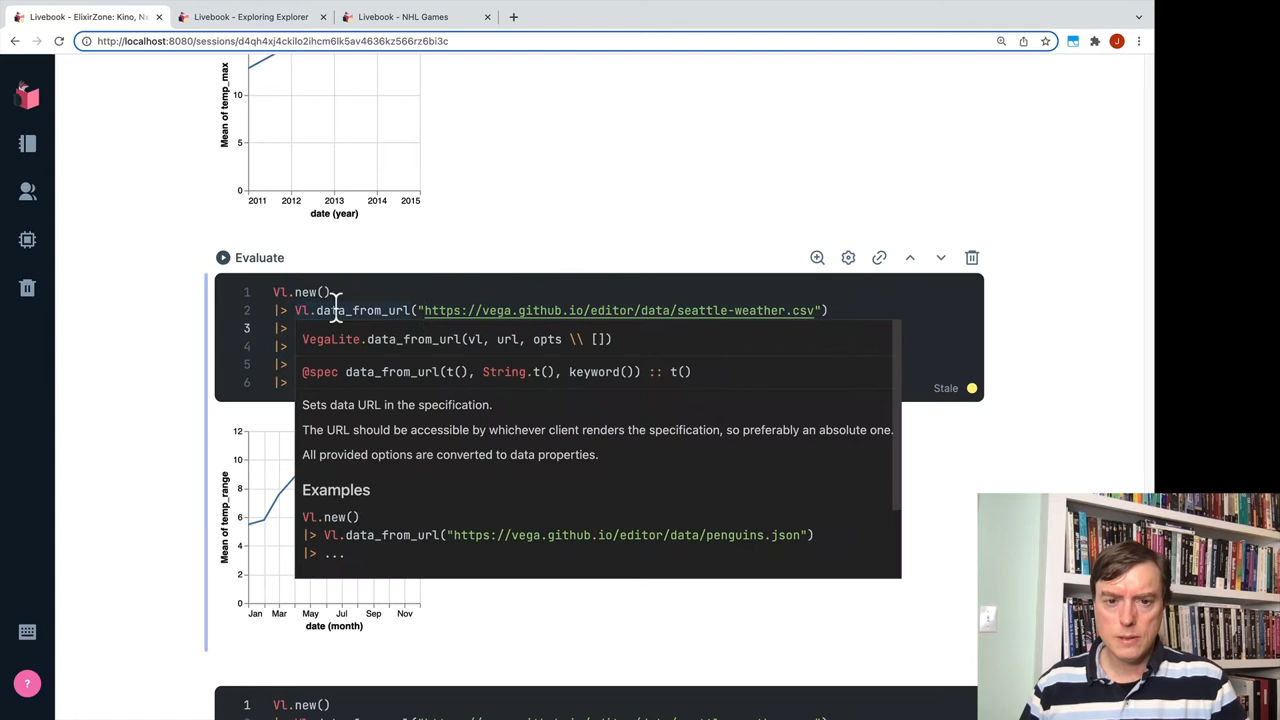 Livebook - ElixirZone: Kino, Nx
Livebook - Exploring Explorer
Livebook - NHL Games
http://localhost:8080/sessions/d4qh4xj4ckilo2ihcm6lk5av4636kz566rz6bi3c
J
Mean of temp_max
10
5
0
2011 2012 2013 2014 2015
date (year)
Evaluate
1 Vl.new()
2 |> Vl.data_from_url("https://vega.github.io/editor/data/seattle-weather.csv")
3 |>
4 |>
5 |>
6 |>
Stale
VegaLite.data_from_url(vl, url, opts \\ [])
@spec data_from_url(t(), String.t(), keyword()) :: t()
Sets data URL in the specification.
The URL should be accessible by whichever client renders the specification, so preferably an absolute one.
All provided options are converted to data properties.
Examples
Vl.new()
|> Vl.data_from_url("https://vega.github.io/editor/data/penguins.json")
|> ...
Mean of temp_range
12
10
8
6
4
2
0
Jan Mar May Jul Sep Nov
date (month)
?
1 Vl.new()